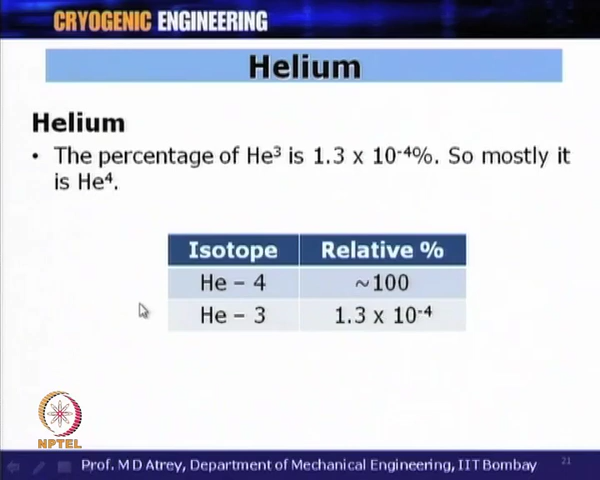 CRYOGENIC ENGINEERING
Helium
Helium
• The percentage of He³ is 1.3 x 10⁻⁴%. So mostly it
is He⁴.
Isotope Relative %
He – 4 ~100
He – 3 1.3 x 10⁻⁴
NPTEL
Prof. M D Atrey, Department of Mechanical Engineering, IIT Bombay 21